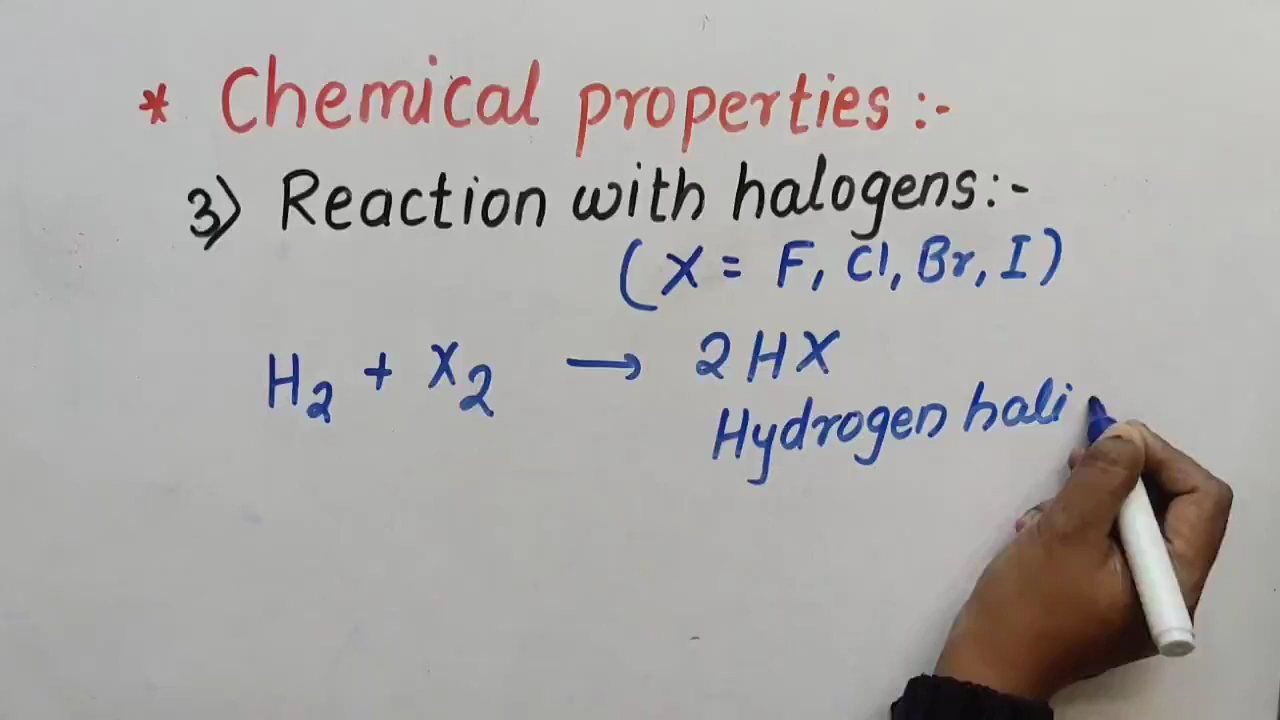 * Chemical properties :-
3) Reaction with halogens:-
(X = F, Cl, Br, I)
H₂ + X₂ → 2HX
Hydrogen hali